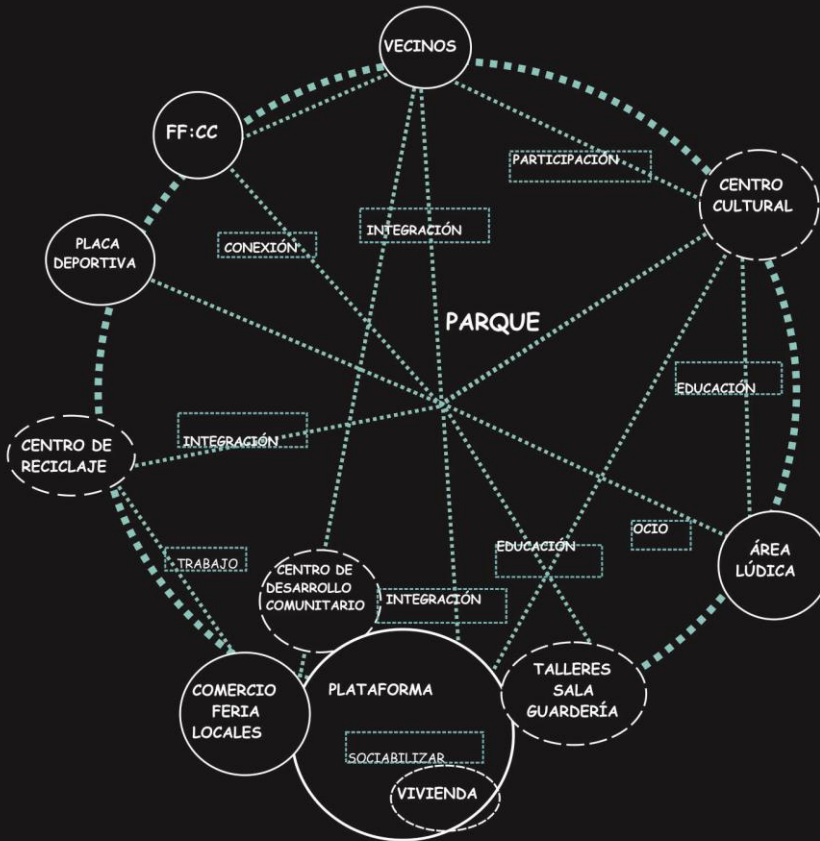 VECINOS
FF:CC
PARTICIPACIÓN
CENTRO
CULTURAL
INTEGRACIÓN
CONEXIÓN
PLACA
DEPORTIVA
PARQUE
EDUCACIÓN
INTEGRACIÓN
CENTRO DE
RECICLAJE
OCIO
EDUCACIÓN
ÁREA
LÚDICA
TRABAJO
CENTRO DE
DESARROLLO
COMUNITARIO
INTEGRACIÓN
TALLERES
SALA
GUARDERÍA
COMERCIO
FERIA
LOCALES
PLATAFORMA
SOCIABILIZAR
VIVIENDA